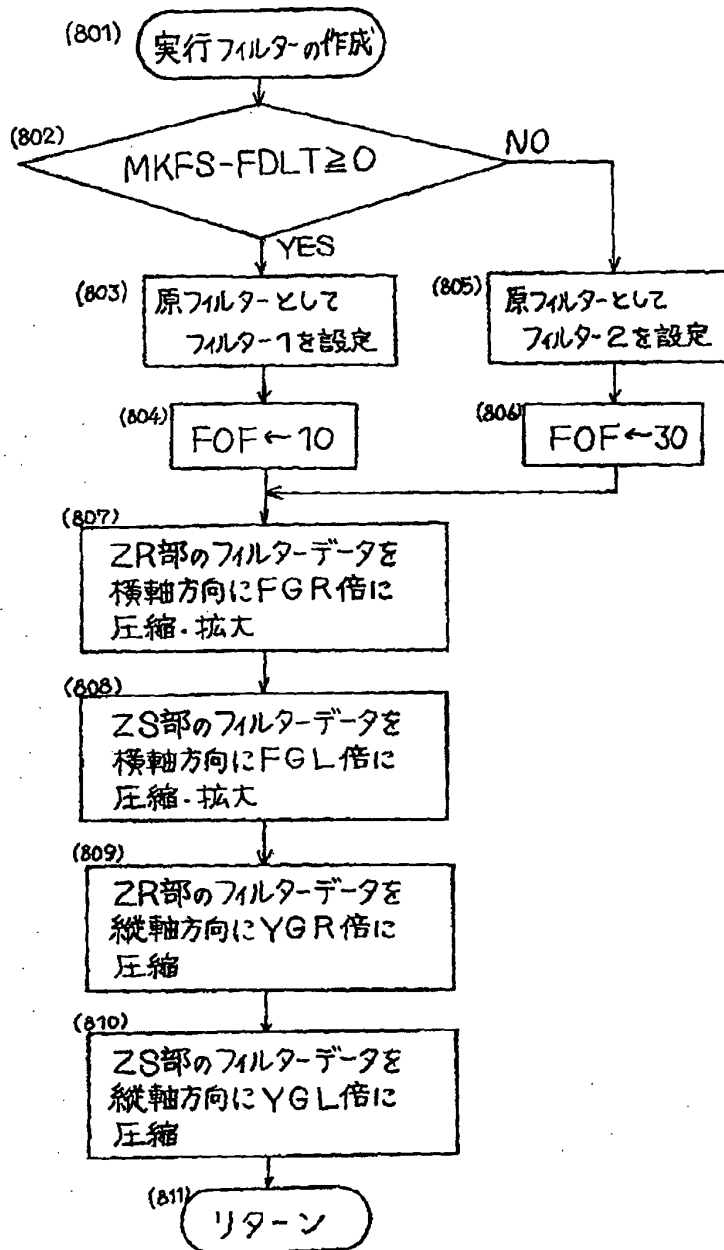 (801) 実行フィルターの作成
(802)
MKFS-FDLT≧0
NO
YES
(803) 原フィルターとして
フィルター1を設定
(805) 原フィルターとして
フィルター2を設定
(804) FOF←10
(806) FOF←30
(807)
ZR部のフィルターデータを
横軸方向にFGR倍に
圧縮・拡大
(808)
ZS部のフィルターデータを
横軸方向にFGL倍に
圧縮・拡大
(809)
ZR部のフィルターデータを
縦軸方向にYGR倍に
圧縮
(810)
ZS部のフィルターデータを
縦軸方向にYGL倍に
圧縮
(811) リターン